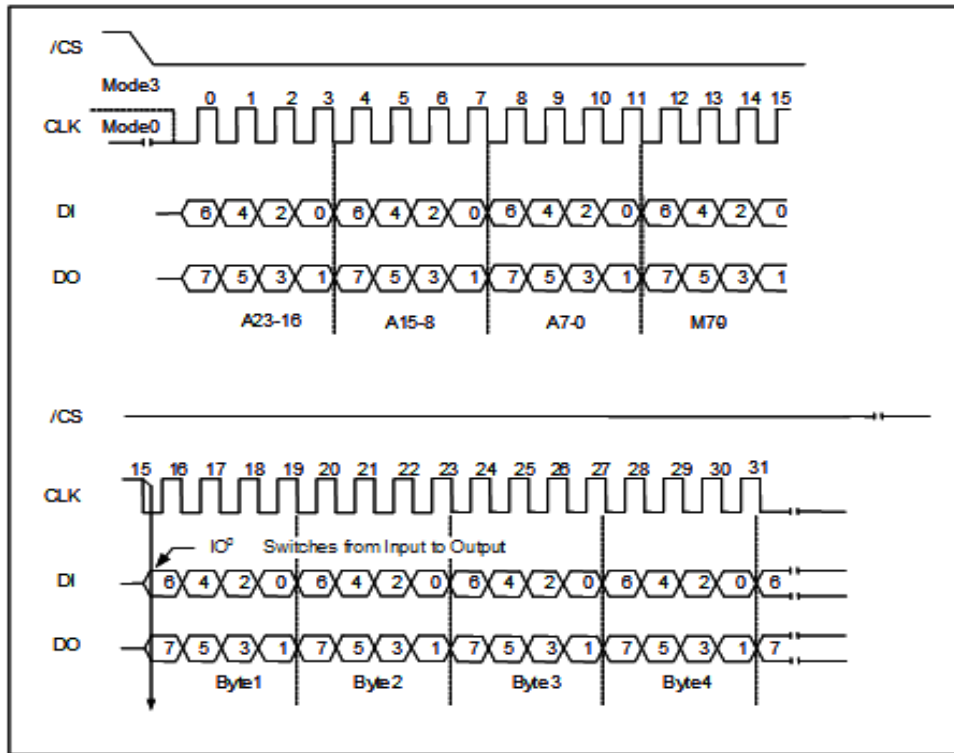 /CS
Mode3
0 1 2 3 4 5 6 7 8 9 10 11 12 13 14 15
CLK Mode0
DI 6 4 2 0 6 4 2 0 6 4 2 0 6 4 2 0
DO 7 5 3 1 7 5 3 1 7 5 3 1 7 5 3 1
A23-16 A15-8 A7-0 M70
/CS
15 16 17 18 19 20 21 22 23 24 25 26 27 28 29 30 31
CLK
IO⁰ Switches from Input to Output
DI 6 4 2 0 6 4 2 0 6 4 2 0 6 4 2 0 6
DO 7 5 3 1 7 5 3 1 7 5 3 1 7 5 3 1 7
Byte1 Byte2 Byte3 Byte4